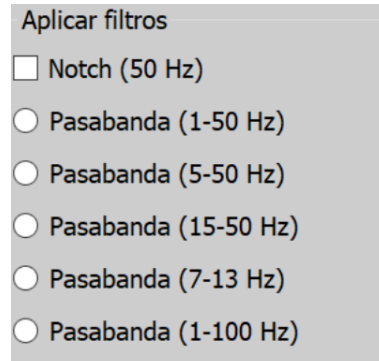 Aplicar filtros
Notch (50 Hz)
Pasabanda (1-50 Hz)
Pasabanda (5-50 Hz)
Pasabanda (15-50 Hz)
Pasabanda (7-13 Hz)
Pasabanda (1-100 Hz)